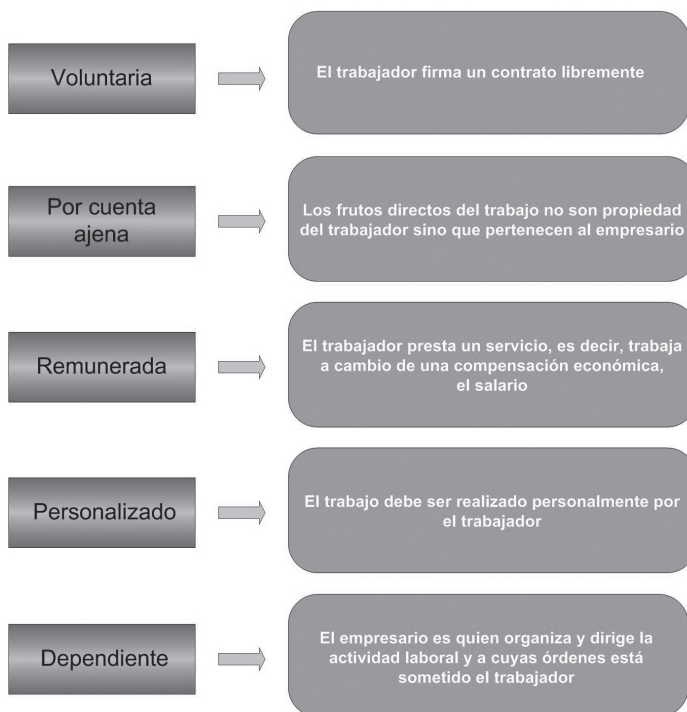 Voluntaria
El trabajador firma un contrato libremente
Por cuenta
ajena
Los frutos directos del trabajo no son propiedad
del trabajador sino que pertenecen al empresario
Remunerada
El trabajador presta un servicio, es decir, trabaja
a cambio de una compensación económica,
el salario
Personalizado
El trabajo debe ser realizado personalmente por
el trabajador
Dependiente
El empresario es quien organiza y dirige la
actividad laboral y a cuyas órdenes está
sometido el trabajador